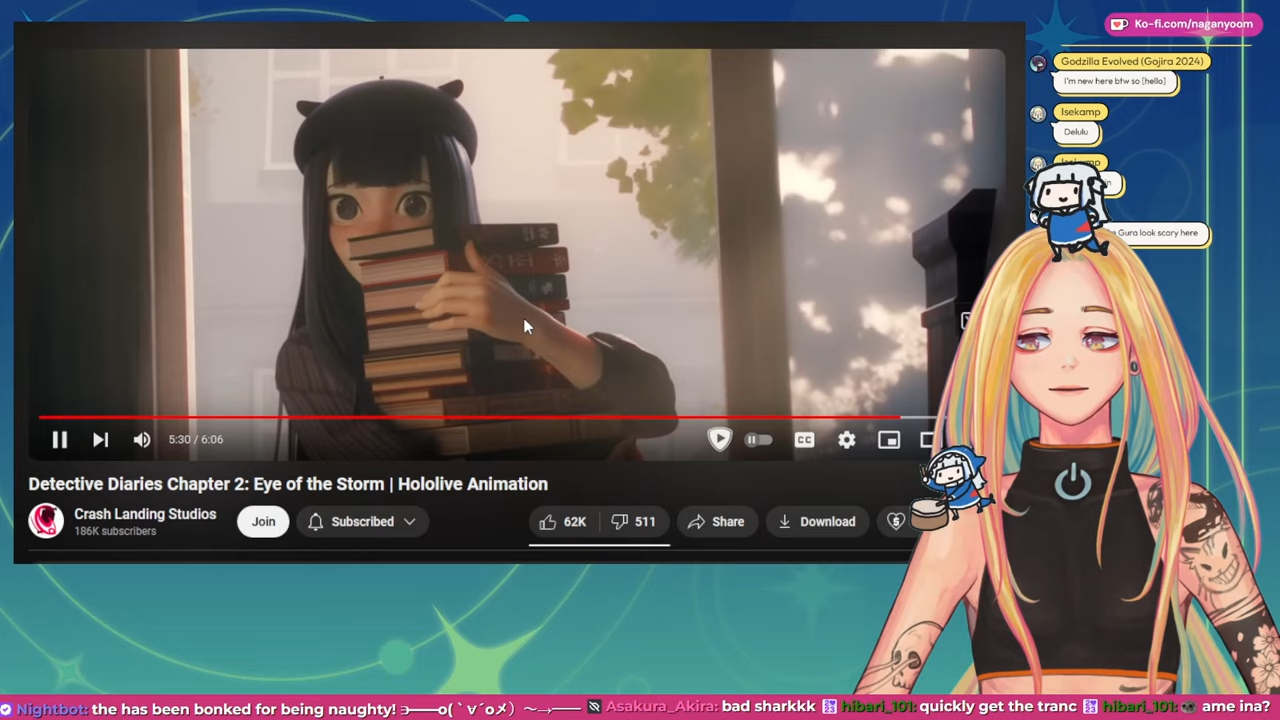 Ko-fi.com/naganyoom
Godzilla Evolved (Gojira 2024)
I'm new here btw so [hello]
Isekamp
Delulu
Gura look scary here
5:30 / 6:06
CC
Detective Diaries Chapter 2: Eye of the Storm | Hololive Animation
Crash Landing Studios
186K subscribers
Join
Subscribed
62K
511
Share
Download
Nightbot: the has been bonked for being naughty! Asakura_Akira: bad sharkkk hibari_101: quickly get the tranc hibari_101: ame ina?